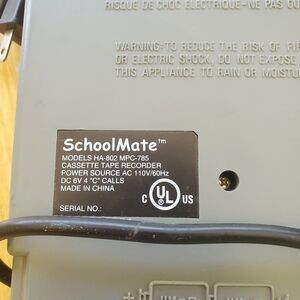 RISQUE DE CHOC ELECTRIQUE-NE PAS OU
WARNING-TO REDUCE THE RISK OF FI
OR ELECTRIC SHOCK, DO NOT EXPOSE
THIS APPLIANCE TO RAIN OR MOISTU
SchoolMate™
MODELS HA-802 MPC-785
CASSETTE TAPE RECORDER
POWER SOURCE AC 110V/60Hz
DC 6V 4 "C" CALLS
MADE IN CHINA
SERIAL NO.:
C UL US